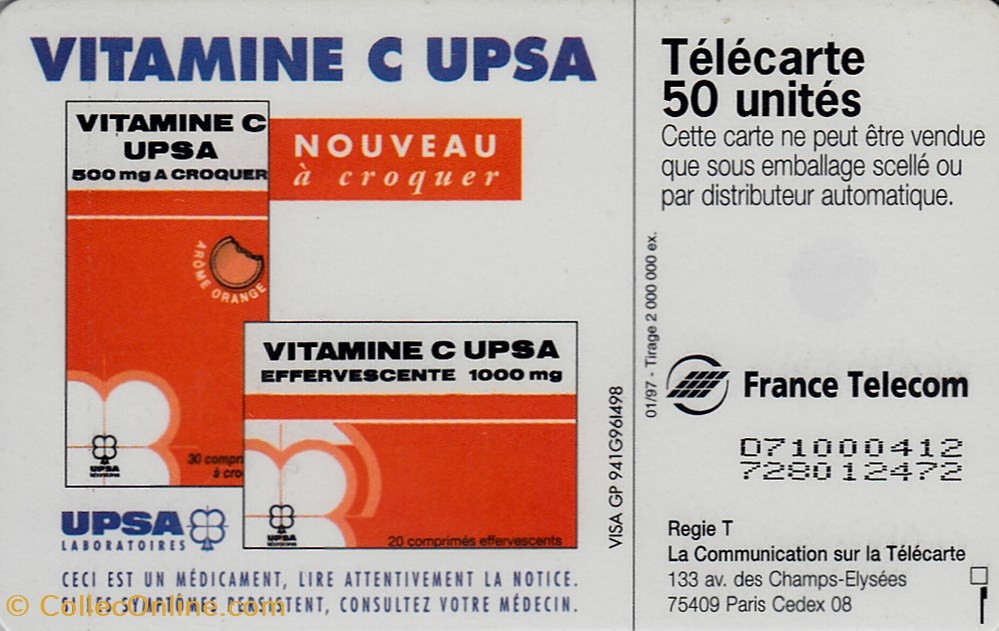 VITAMINE C UPSA
VITAMINE C
UPSA
500 mg A CROQUER
NOUVEAU
à croquer
AROME ORANGE
UPSA
30 compr
à cro
VITAMINE C UPSA
EFFERVESCENTE 1000 mg
UPSA
20 comprimés effervescents
UPSA
LABORATOIRES
CECI EST UN MÉDICAMENT, LIRE ATTENTIVEMENT LA NOTICE.
SI LES SYMPTÔMES PERSISTENT, CONSULTEZ VOTRE MÉDECIN.
© CollecOnline.com
VISA GP 941G961498
01/97 - Tirage 2 000 000 ex.
Télécarte
50 unités
Cette carte ne peut être vendue
que sous emballage scellé ou
par distributeur automatique.
France Telecom
D71000412
728012472
Regie T
La Communication sur la Télécarte
133 av. des Champs-Elysées
75409 Paris Cedex 08